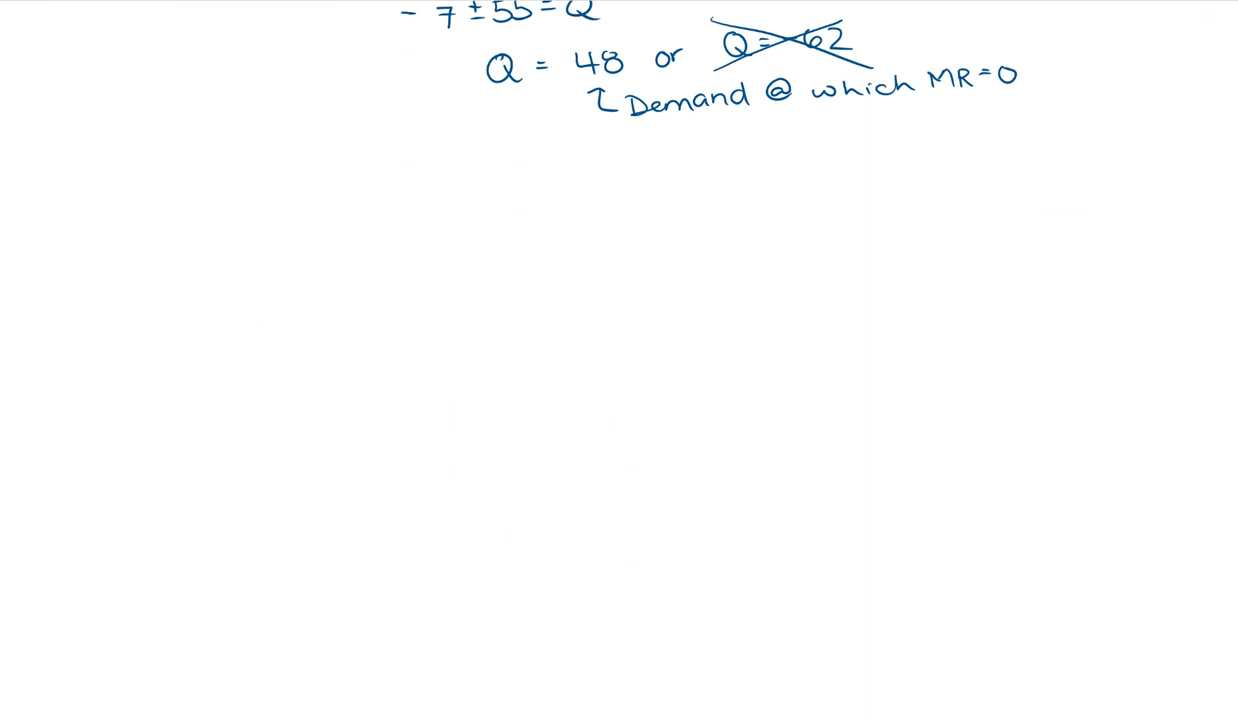 - 7 ± 55 = Q
Q = 48 or Q = -62
Demand @ which MR=0